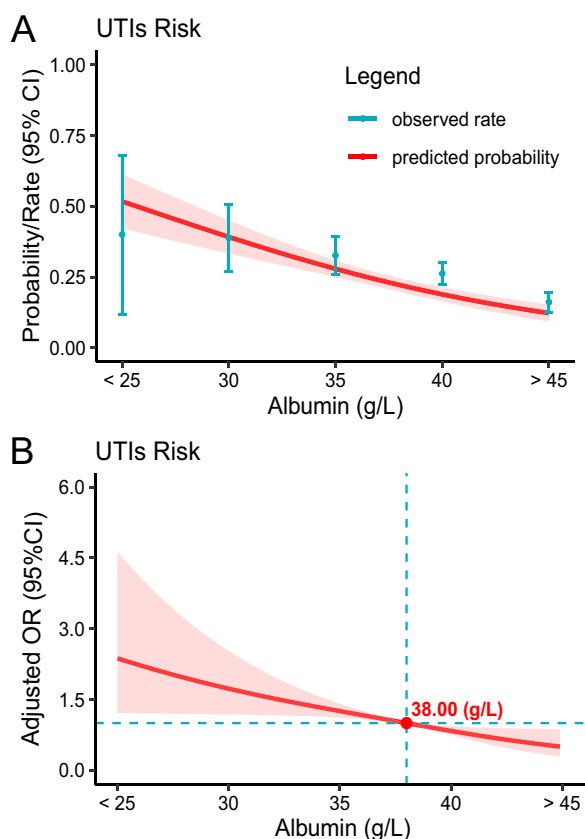 A
UTIs Risk
Probability/Rate (95% CI)
1.00
0.75
0.50
0.25
0.00
Legend
observed rate
predicted probability
< 25
30
35
40
> 45
Albumin (g/L)
B
UTIs Risk
Adjusted OR (95%CI)
6.0
4.5
3.0
1.5
0.0
38.00 (g/L)
< 25
30
35
40
> 45
Albumin (g/L)